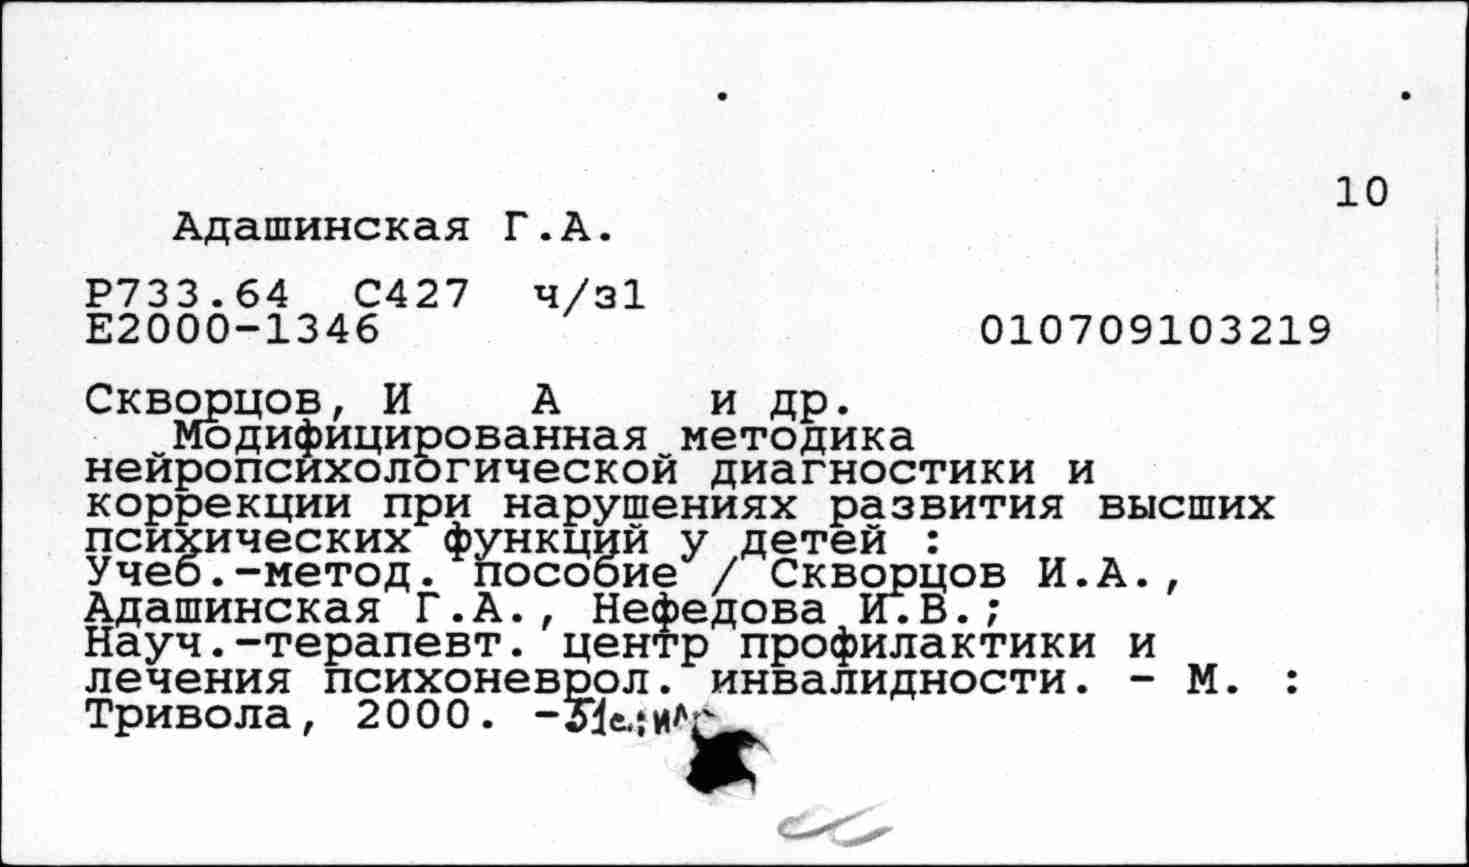 10
Адашинская Г.А.
Р733.64 С427 ч/з1
Е2000-1346 010709103219
Скворцов, И А и др.
Модифицированная методика
нейропсихологической диагностики и
коррекции при нарушениях развития высших
психических функций у детей :
Учеб.-метод. пособие / Скворцов И.А.,
Адашинская Г.А., Нефедова И.В.;
Науч.-терапевт. центр профилактики и
лечения психоневрол. инвалидности. - М. :
Тривола, 2000. - 51с.; ил